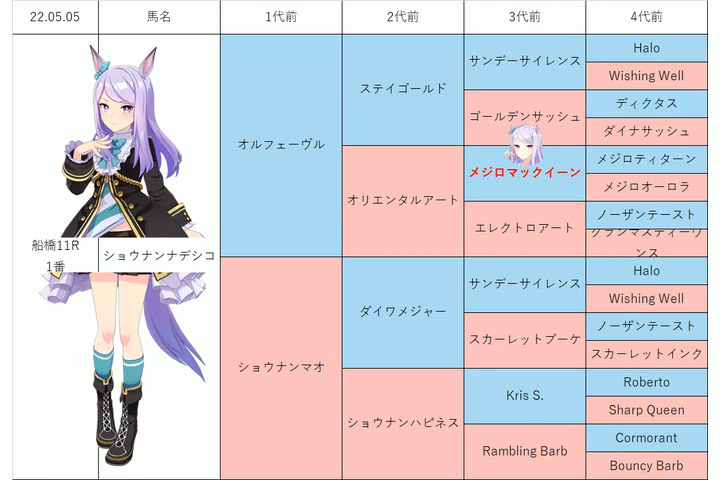 22.05.05 馬名 1代前 2代前 3代前 4代前
船橋11R
1番
ショウナンナデシコ
オルフェーヴル
ショウナンマオ
ステイゴールド
オリエンタルアート
ダイワメジャー
ショウナンハピネス
サンデーサイレンス
ゴールデンサッシュ
メジロマックイーン
エレクトロアート
サンデーサイレンス
スカーレットブーケ
Kris S.
Rambling Barb
Halo
Wishing Well
ディクタス
ダイナサッシュ
メジロティターン
メジロオーロラ
ノーザンテースト
グランマスティーヴ
ンス
Halo
Wishing Well
ノーザンテースト
スカーレットインク
Roberto
Sharp Queen
Cormorant
Bouncy Barb